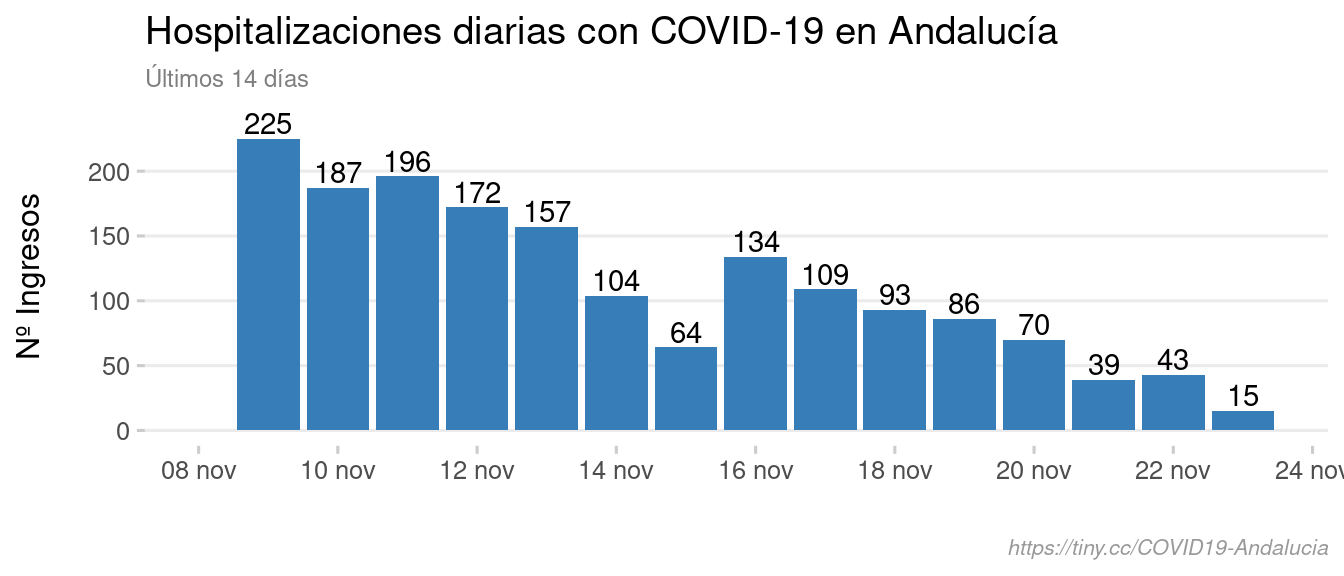 Hospitalizaciones diarias con COVID-19 en Andalucía
Últimos 14 días
Nº Ingresos
200
150
100
50
0
225
187
196
172
157
104
64
134
109
93
86
70
39
43
15
08 nov
10 nov
12 nov
14 nov
16 nov
18 nov
20 nov
22 nov
24 nov
https://tiny.cc/COVID19-Andalucia